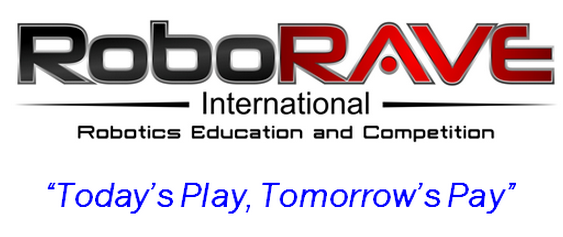 RoboRAVE
International
Robotics Education and Competition
“Today’s Play, Tomorrow’s Pay”